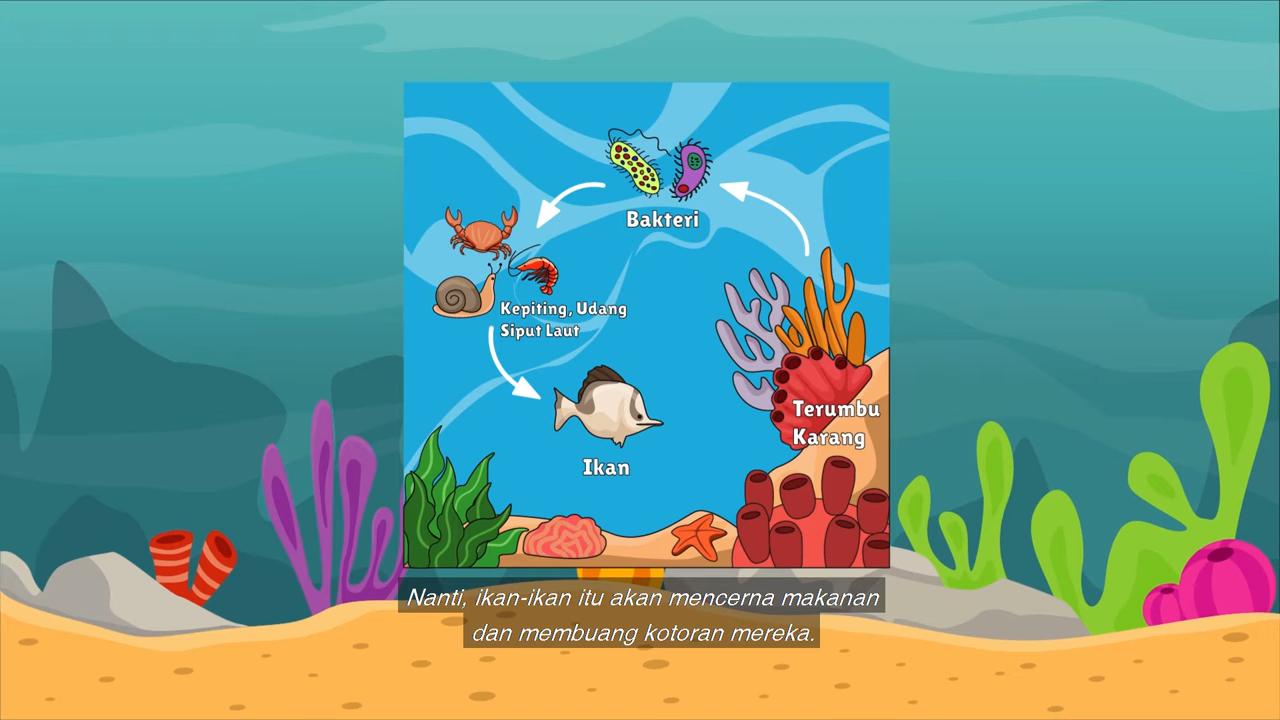 Bakteri
Kepiting, Udang
Siput Laut
Terumbu
Karang
Ikan
Nanti, ikan-ikan itu akan mencerna makanan
dan membuang kotoran mereka.